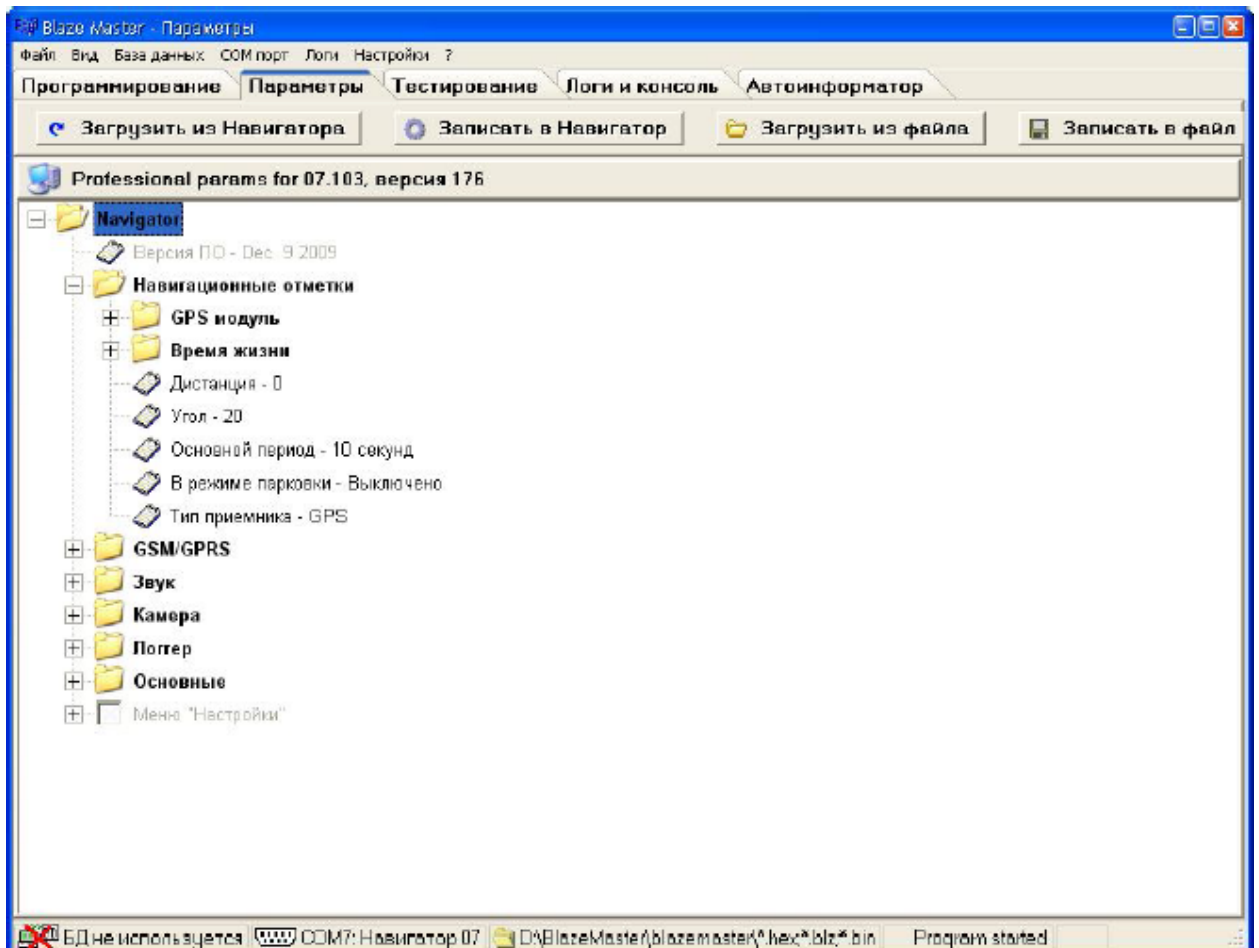 Blaze Master - Параметры
Файл Вид База данных COM порт Логи Настройки ?
Программирование Параметры Тестирование Логи и консоль Автоинформатор
Загрузить из Навигатора Записать в Навигатор Загрузить из файла Записать в файл
Professional params for 07.103, версия 176
Navigator
Версия ПО - Dec 9 2009
Навигационные отметки
GPS модуль
Время жизни
Дистанция - 0
Угол - 20
Основной период - 10 секунд
В режиме парковки - Выключено
Тип приемника - GPS
GSM/GPRS
Звук
Камера
Логгер
Основные
Меню "Настройки"
БД не используется COM7: Навигатор 07 D:\BlazeMaster\blazemaster\*.hex;*.blz;*.bin Program started